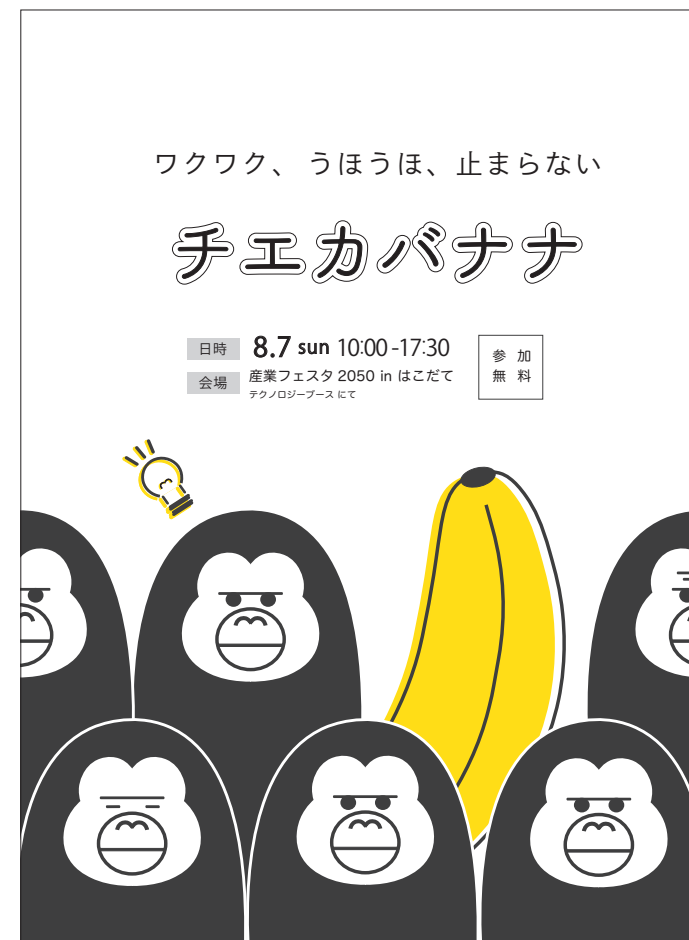 ワクワク、うほうほ、止まらない
チエカバナナ
日時 8.7 sun 10:00-17:30
会場 産業フェスタ 2050 in はこだて
テクノロジーブース にて
参加
無料